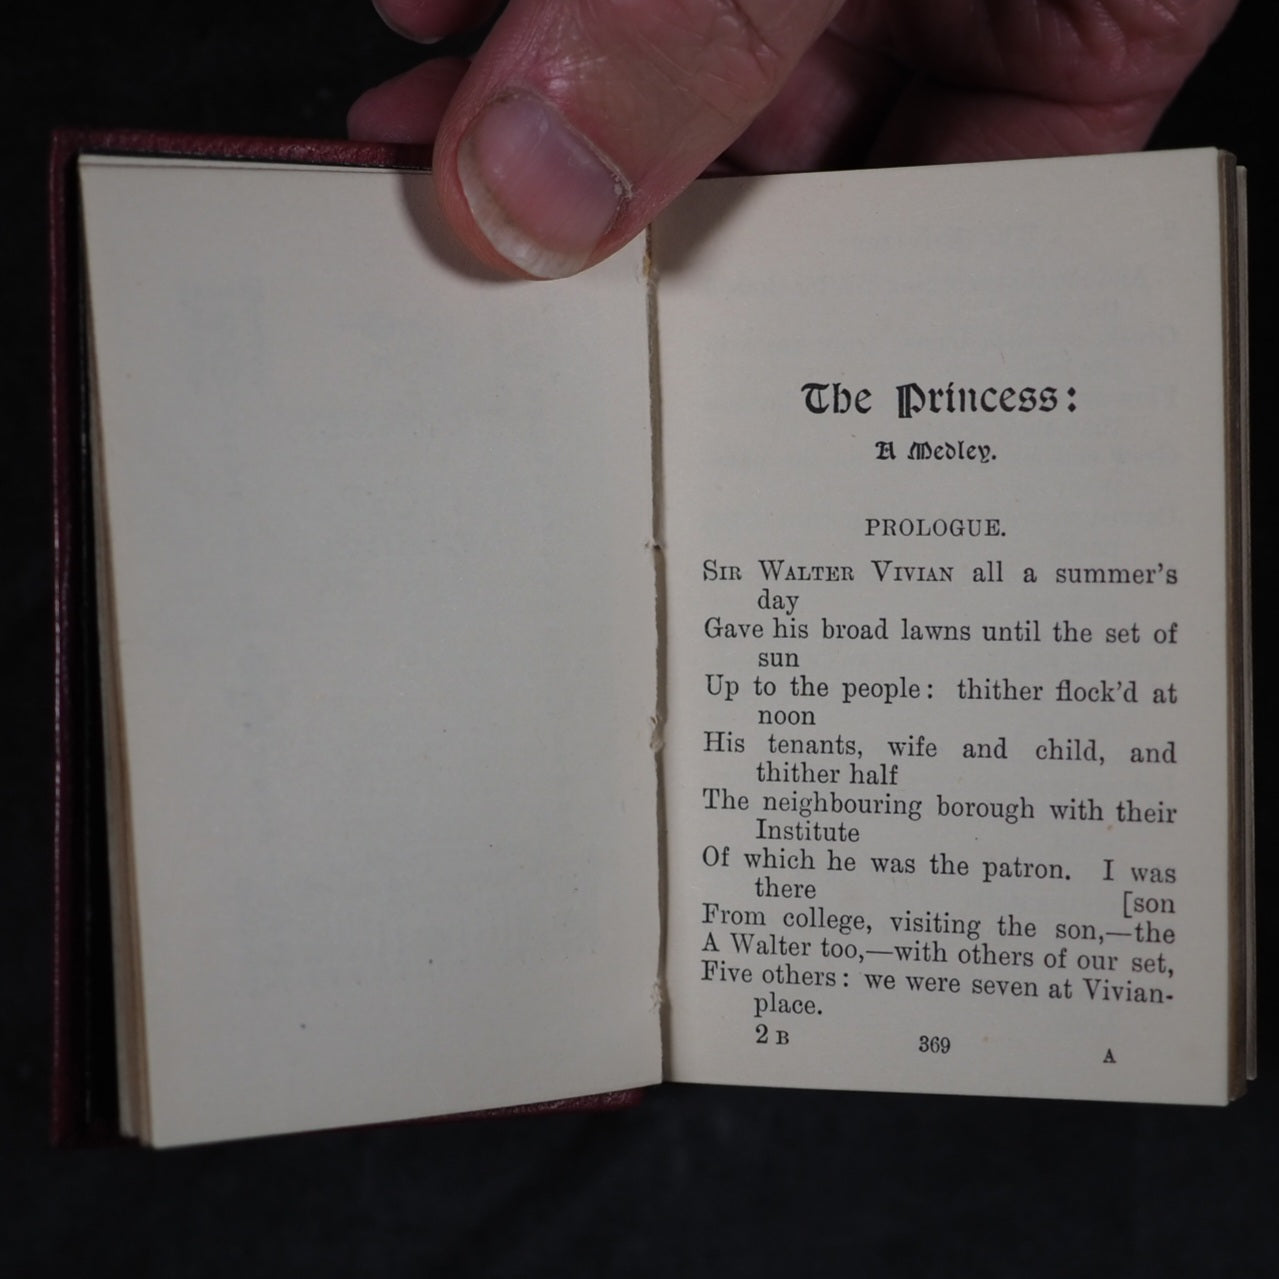 The Princess:
A Medley.
PROLOGUE.
SIR WALTER VIVIAN all a summer's
day
Gave his broad lawns until the set of
sun
Up to the people: thither flock'd at
noon
His tenants, wife and child, and
thither half
The neighbouring borough with their
Institute
Of which he was the patron. I was
there [son
From college, visiting the son,—the
A Walter too,—with others of our set,
Five others: we were seven at Vivian-
place.
2 B 369 A